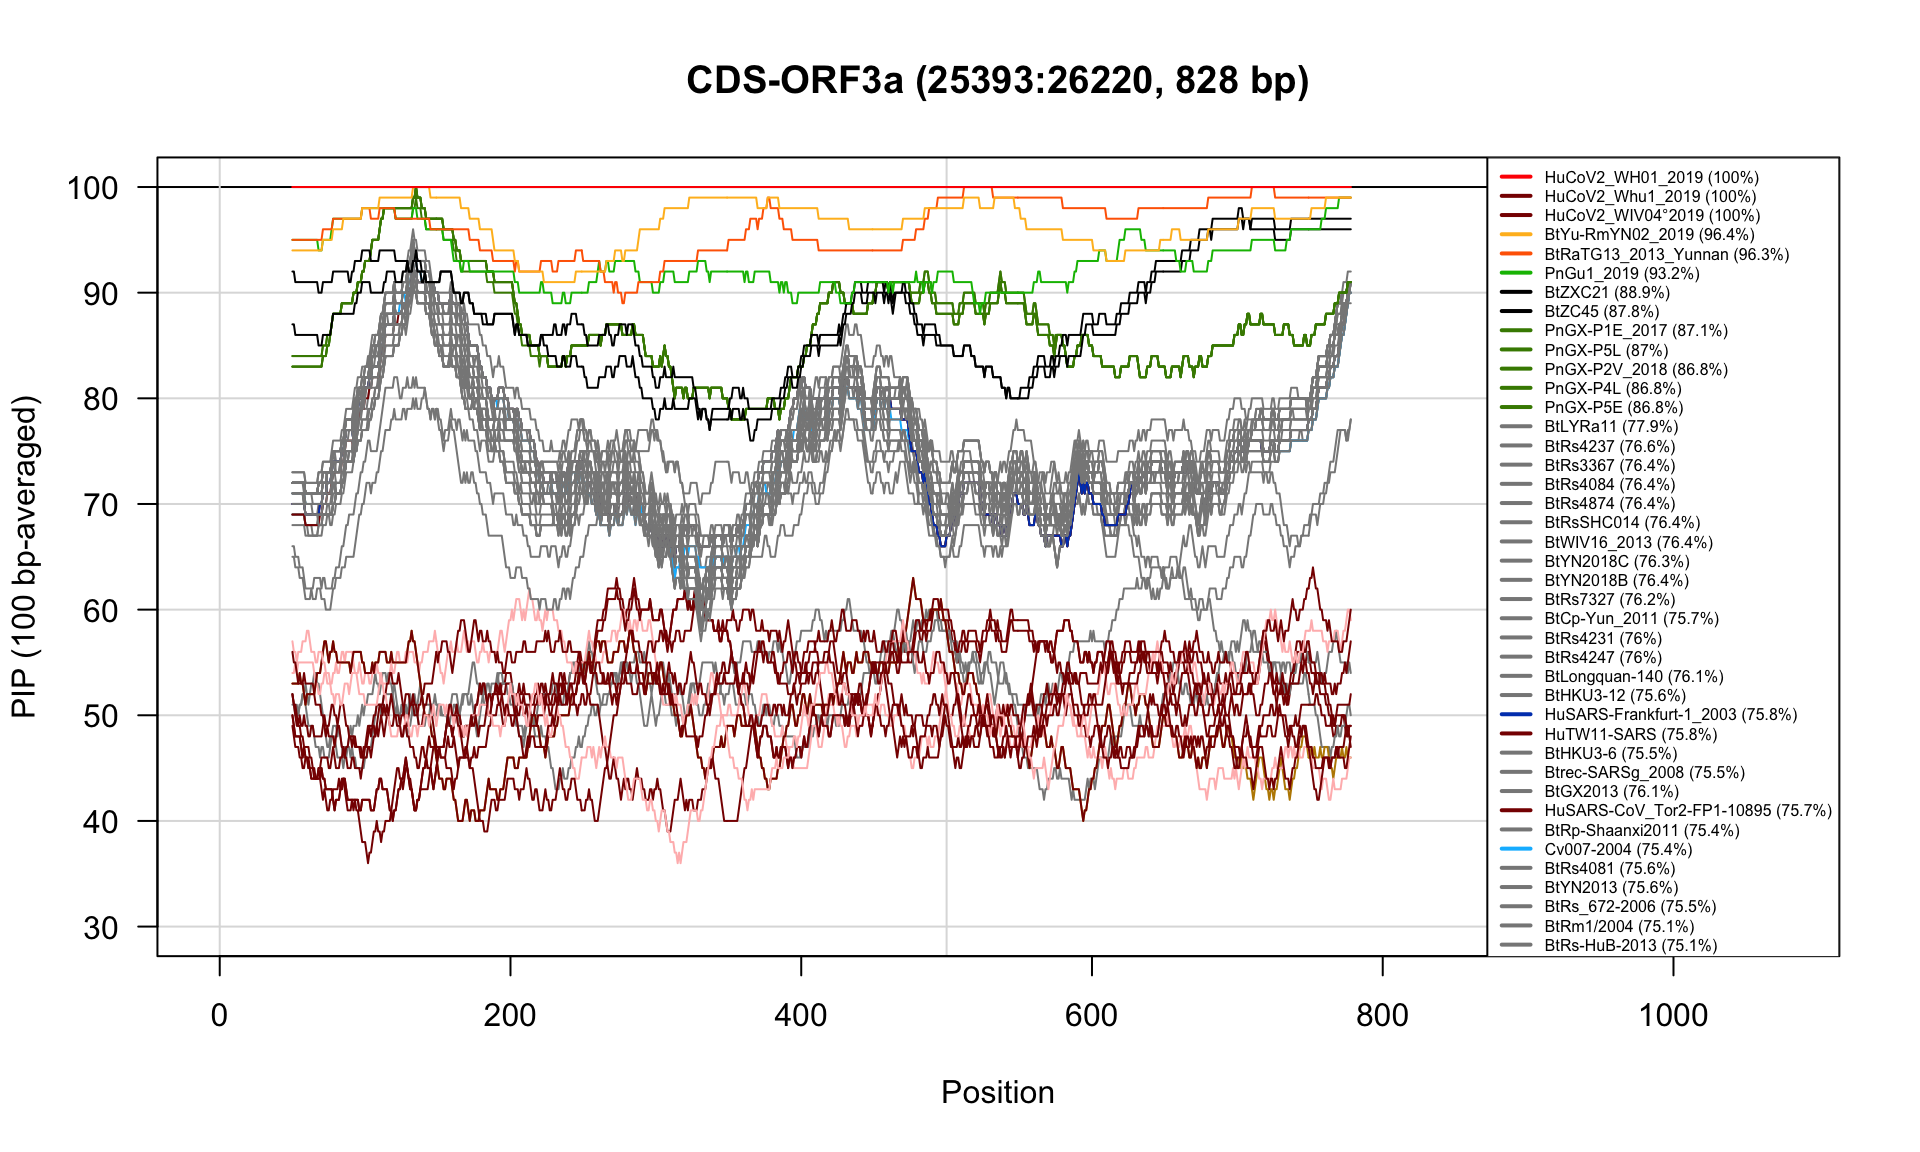 CDS-ORF3a (25393:26220, 828 bp)
PIP (100 bp-averaged)
100
90
80
70
60
50
40
30
0
200
400
600
800
1000
Position
HuCoV2_WH01_2019 (100%)
HuCoV2_Whu1_2019 (100%)
HuCoV2_WIV04°2019 (100%)
BtYu-RmYN02_2019 (96.4%)
BtRaTG13_2013_Yunnan (96.3%)
PnGu1_2019 (93.2%)
BtZXC21 (88.9%)
BtZC45 (87.8%)
PnGX-P1E_2017 (87.1%)
PnGX-P5L (87%)
PnGX-P2V_2018 (86.8%)
PnGX-P4L (86.8%)
PnGX-P5E (86.8%)
BtLYRa11 (77.9%)
BtRs4237 (76.6%)
BtRs3367 (76.4%)
BtRs4084 (76.4%)
BtRs4874 (76.4%)
BtRsSHC014 (76.4%)
BtWIV16_2013 (76.4%)
BtYN2018C (76.3%)
BtYN2018B (76.4%)
BtRs7327 (76.2%)
BtCp-Yun_2011 (75.7%)
BtRs4231 (76%)
BtRs4247 (76%)
BtLongquan-140 (76.1%)
BtHKU3-12 (75.6%)
HuSARS-Frankfurt-1_2003 (75.8%)
HuTW11-SARS (75.8%)
BtHKU3-6 (75.5%)
Btrec-SARSg_2008 (75.5%)
BtGX2013 (76.1%)
HuSARS-CoV_Tor2-FP1-10895 (75.7%)
BtRp-Shaanxi2011 (75.4%)
Cv007-2004 (75.4%)
BtRs4081 (75.6%)
BtYN2013 (75.6%)
BtRs_672-2006 (75.5%)
BtRm1/2004 (75.1%)
BtRs-HuB-2013 (75.1%)